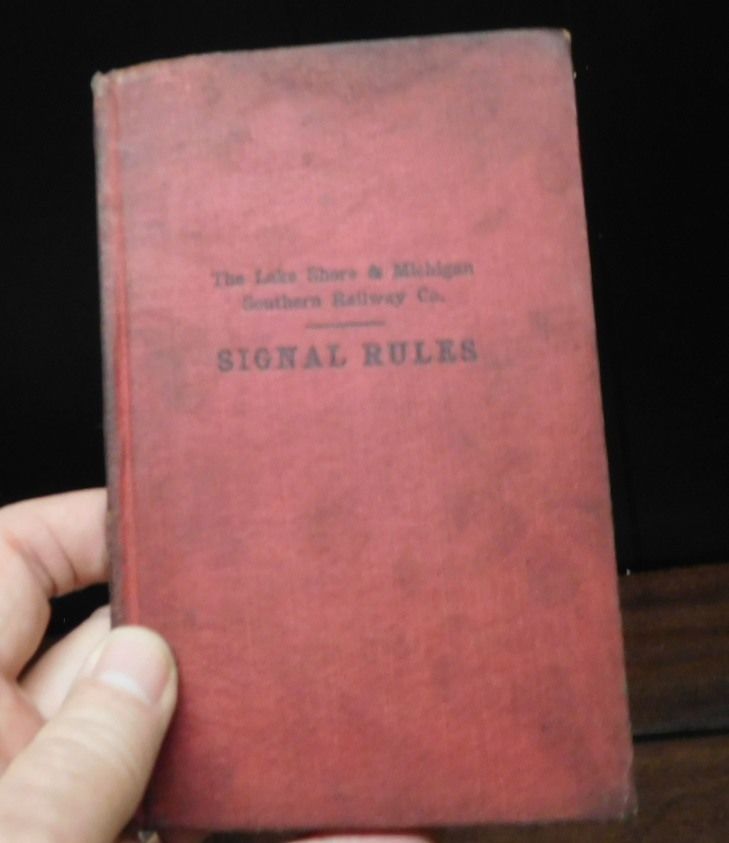 The Lake Shore & Michigan
Southern Railway Co.
SIGNAL RULES